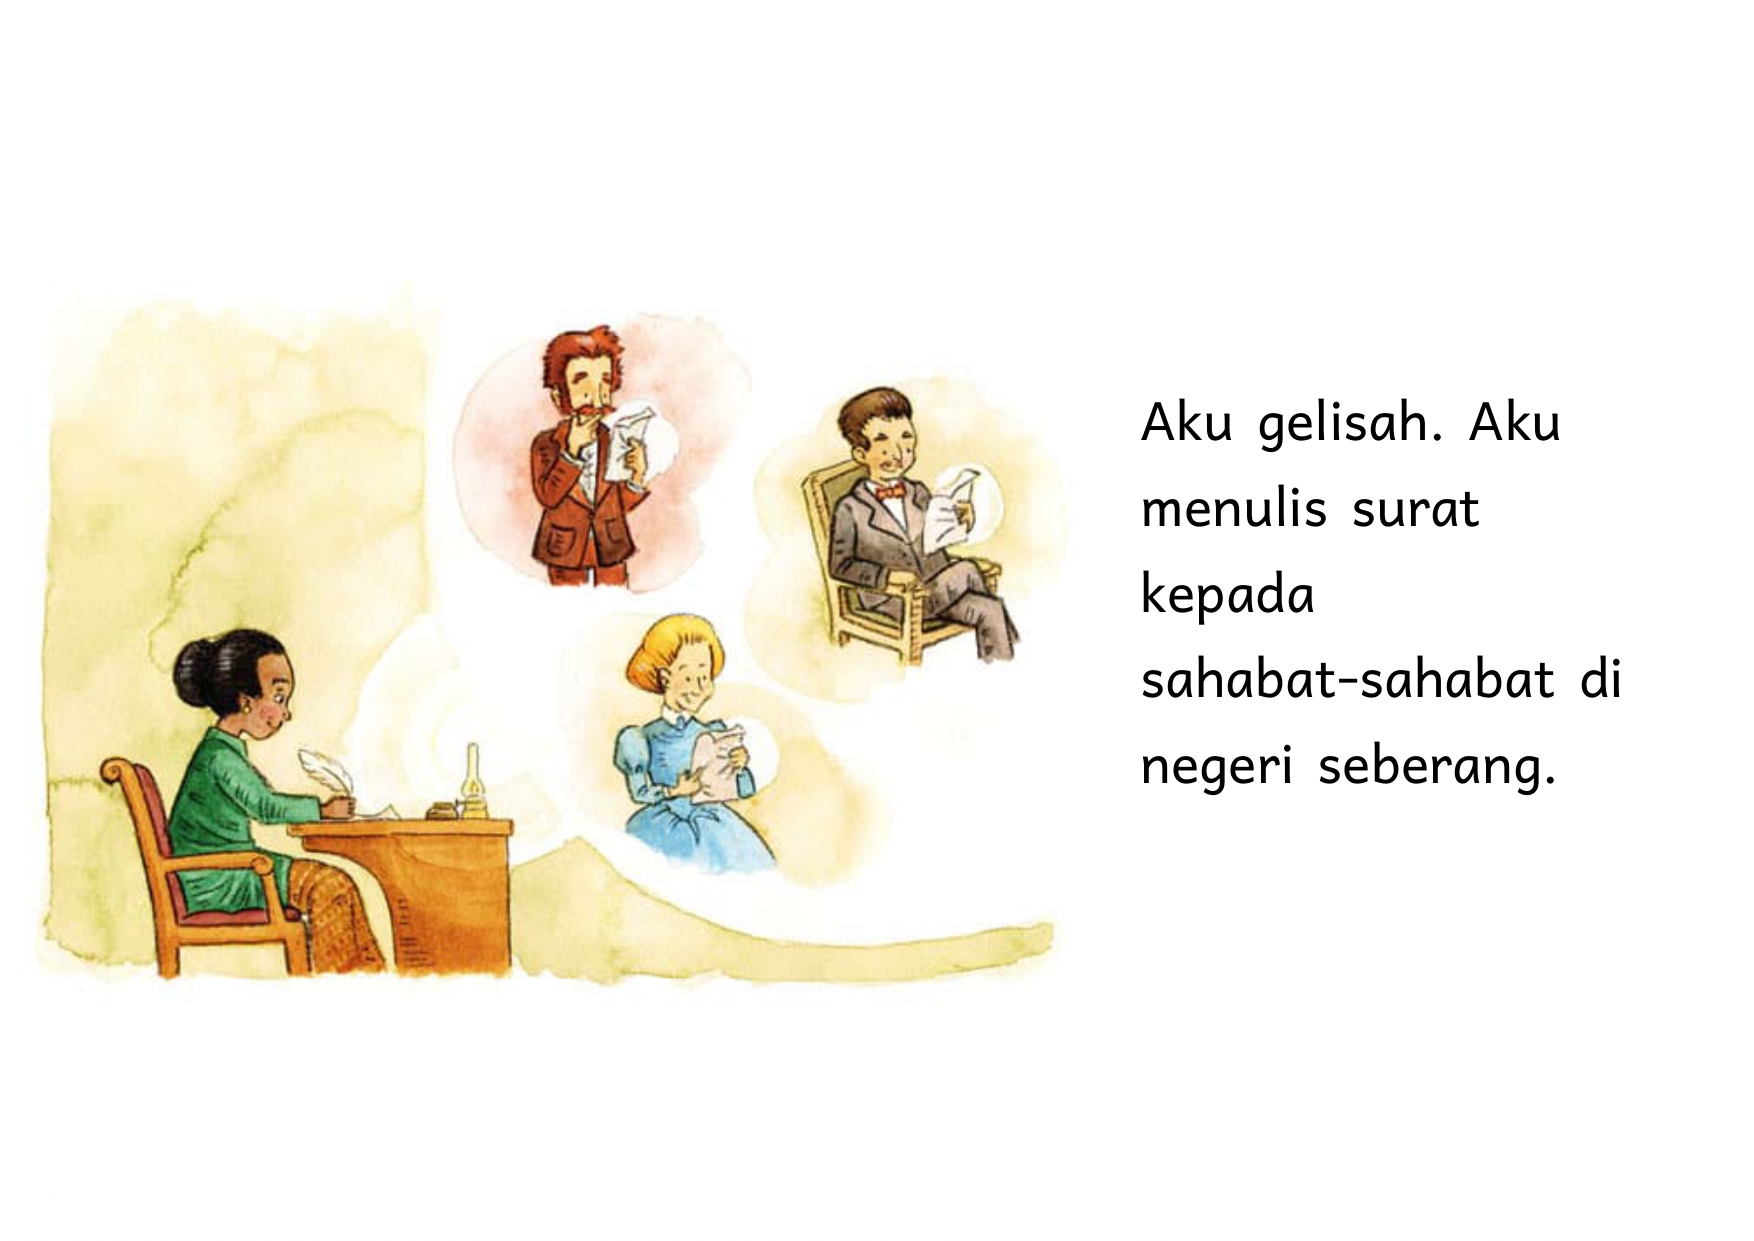 Aku gelisah. Aku
menulis surat
kepada
sahabat-sahabat di
negeri seberang.